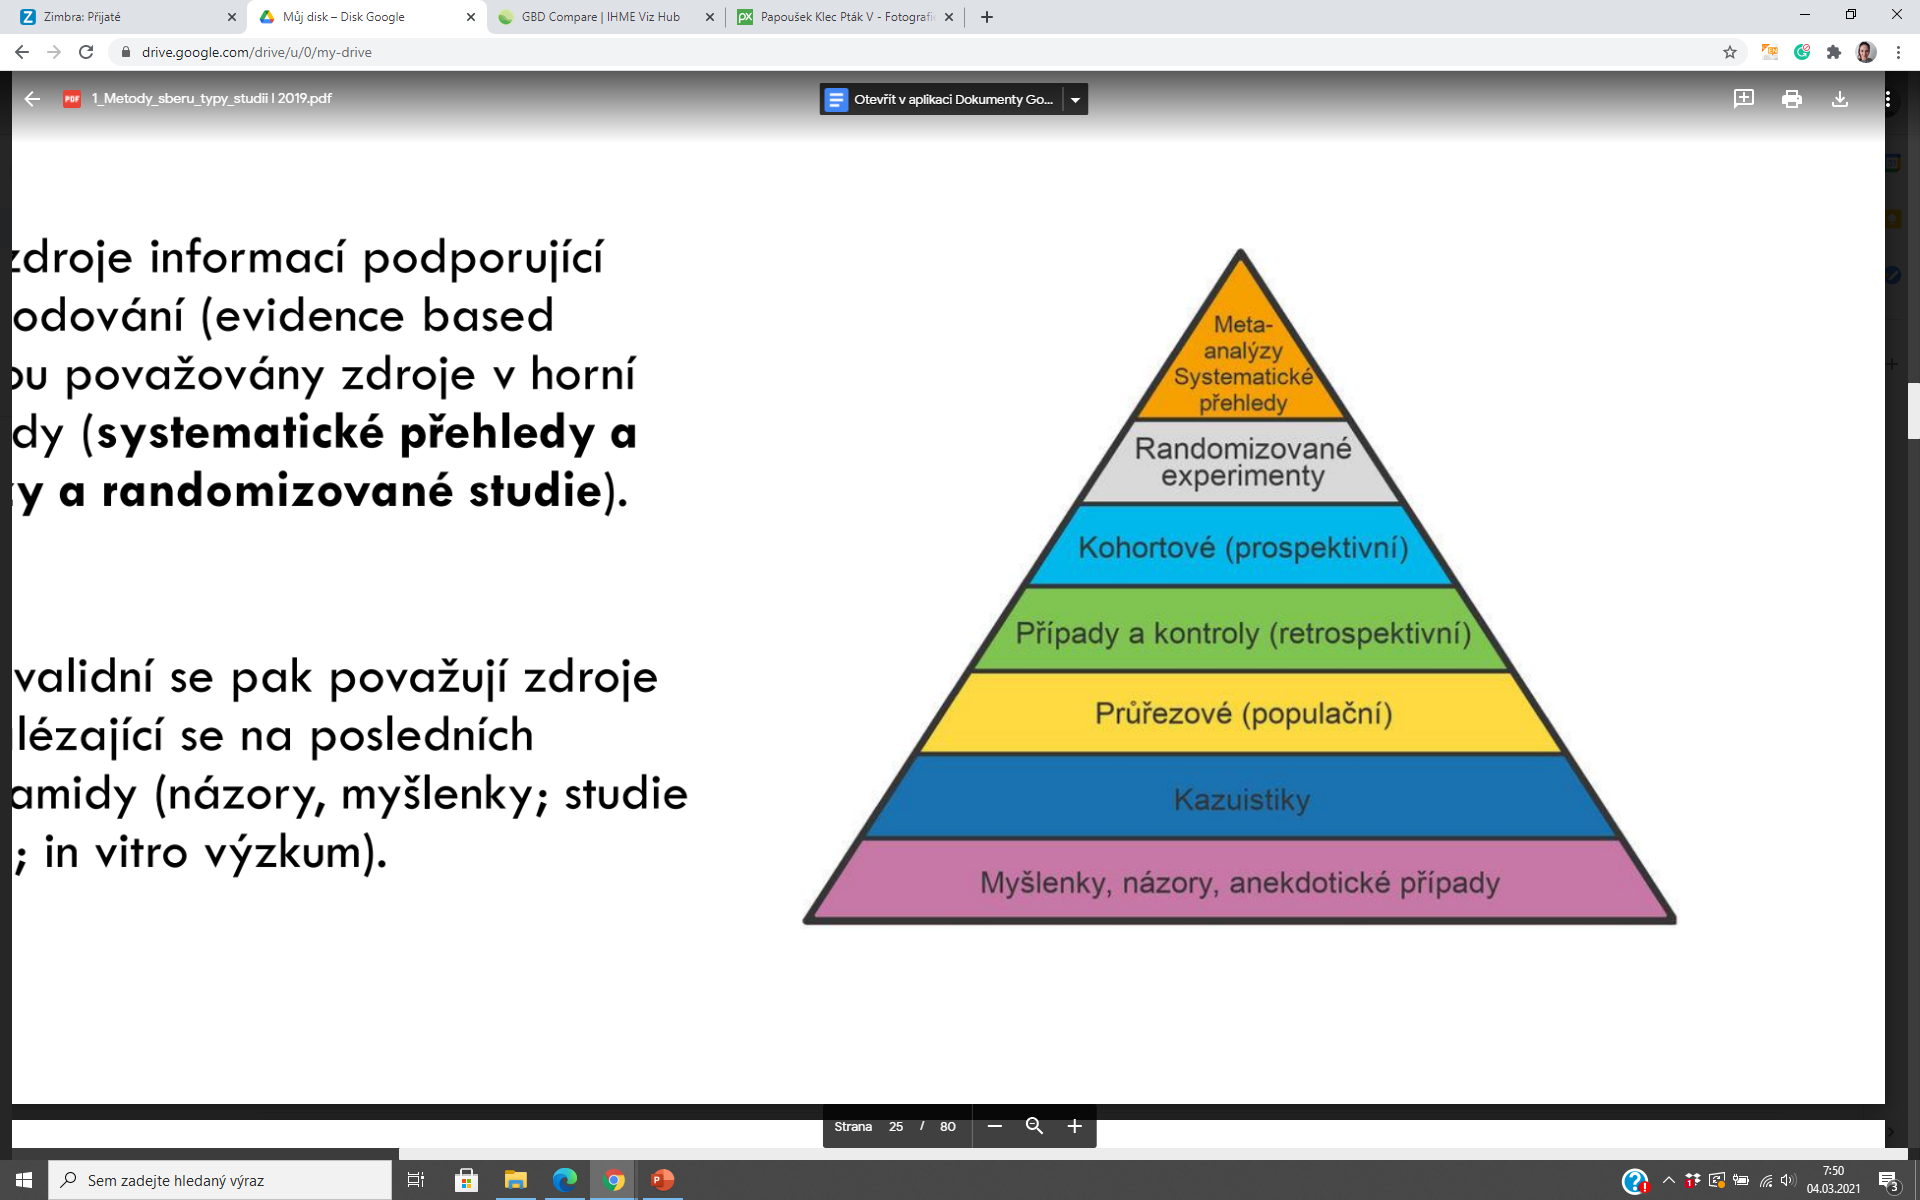 Zimbra: Přijaté
Můj disk – Disk Google
GBD Compare | IHME Viz Hub
Papoušek Klec Pták V - Fotografi
drive.google.com/drive/u/0/my-drive
1_Metody_sberu_typy_studii I 2019.pdf
Otevřít v aplikaci Dokumenty Go...
zdroje informací podporující
odování (evidence based
ou považovány zdroje v horní
dy (systematické přehledy a
zy a randomizované studie).
validní se pak považují zdroje
lézající se na posledních
amidy (názory, myšlenky; studie
; in vitro výzkum).
Meta-
analýzy
Systematické
přehledy
Randomizované
experimenty
Kohortové (prospektivní)
Případy a kontroly (retrospektivní)
Průřezové (populační)
Kazuistiky
Myšlenky, názory, anekdotické případy
Strana 25 / 80
Sem zadejte hledaný výraz
7:50
04.03.2021
3